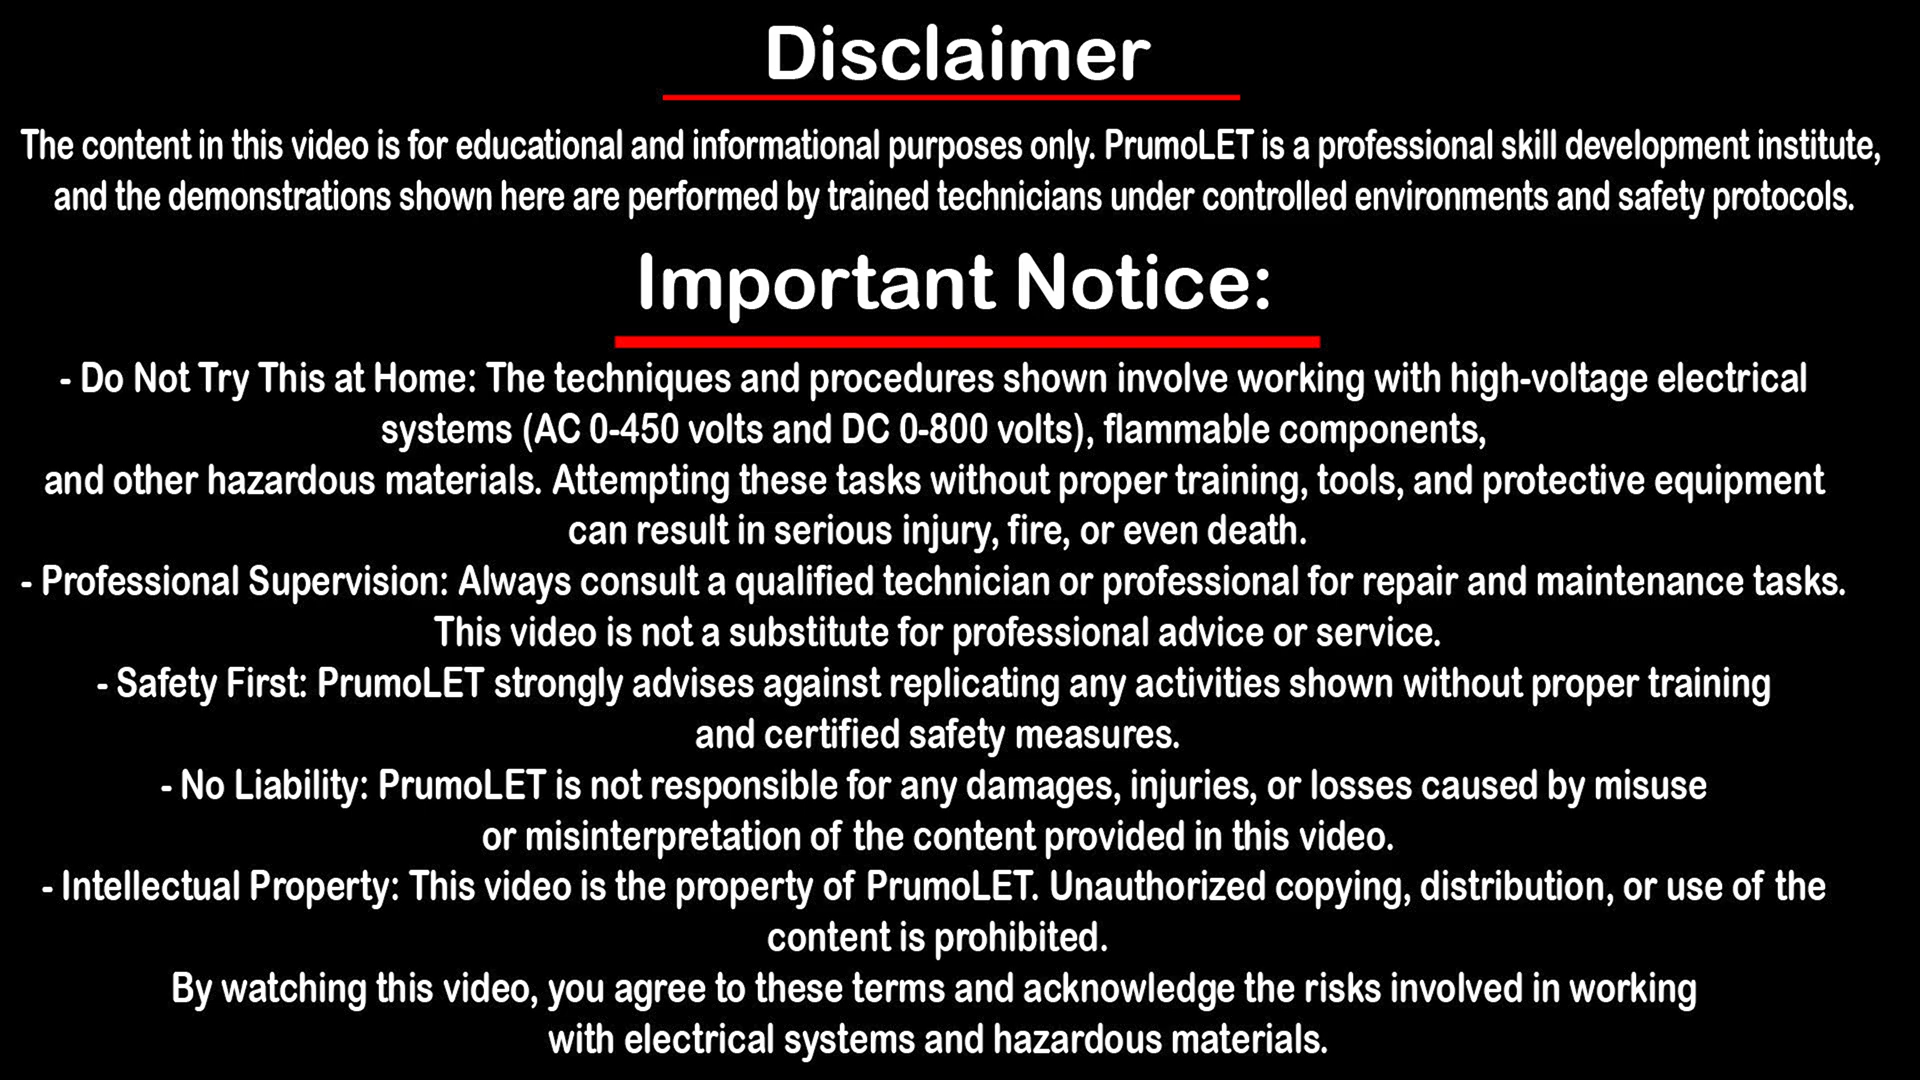 Disclaimer
The content in this video is for educational and informational purposes only. PrumoLET is a professional skill development institute,
and the demonstrations shown here are performed by trained technicians under controlled environments and safety protocols.
Important Notice:
- Do Not Try This at Home: The techniques and procedures shown involve working with high-voltage electrical
systems (AC 0-450 volts and DC 0-800 volts), flammable components,
and other hazardous materials. Attempting these tasks without proper training, tools, and protective equipment
can result in serious injury, fire, or even death.
- Professional Supervision: Always consult a qualified technician or professional for repair and maintenance tasks.
This video is not a substitute for professional advice or service.
- Safety First: PrumoLET strongly advises against replicating any activities shown without proper training
and certified safety measures.
- No Liability: PrumoLET is not responsible for any damages, injuries, or losses caused by misuse
or misinterpretation of the content provided in this video.
- Intellectual Property: This video is the property of PrumoLET. Unauthorized copying, distribution, or use of the
content is prohibited.
By watching this video, you agree to these terms and acknowledge the risks involved in working
with electrical systems and hazardous materials.